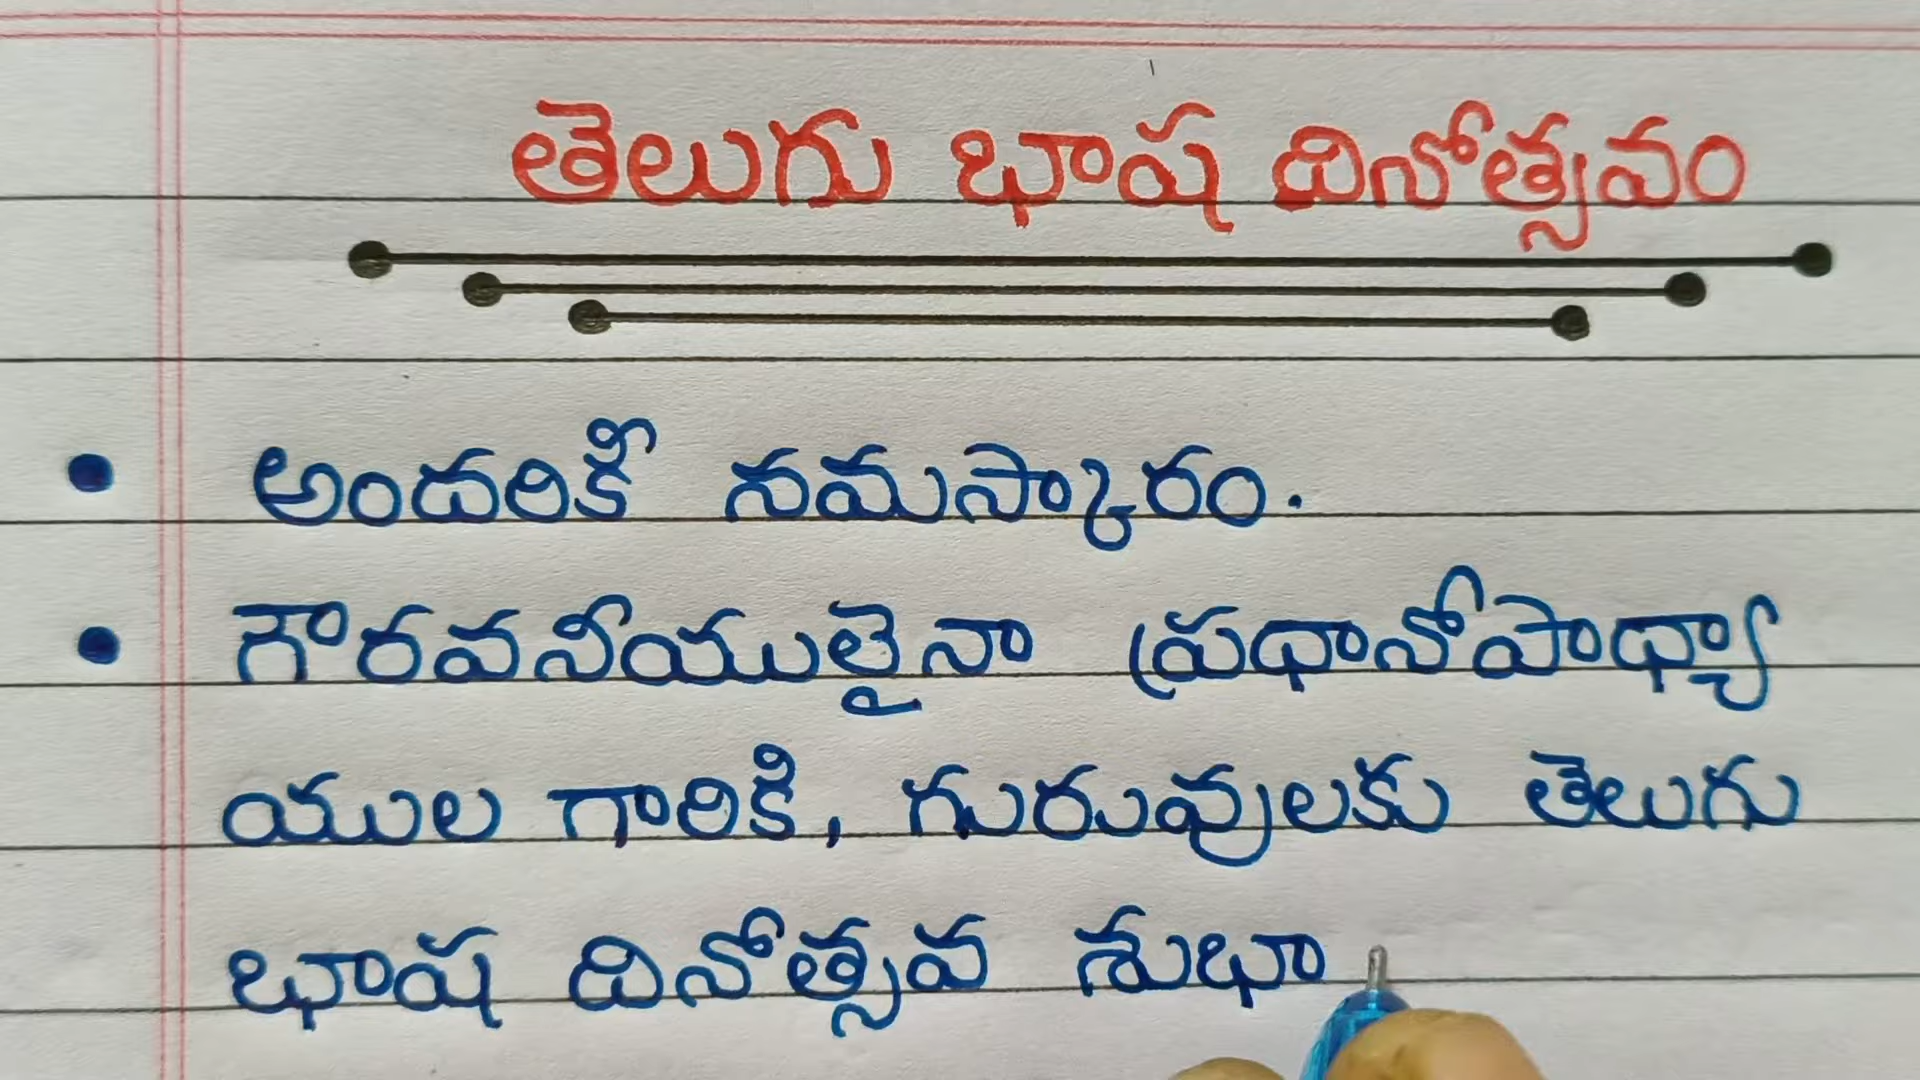 తెలుగు భాష దినోత్సవం
అందరికీ నమస్కారం.
గౌరవనీయులైనా ప్రధానోపాధ్యా
యుల గారికి, గురువులకు తెలుగు
భాష దినోత్సవ శుభా